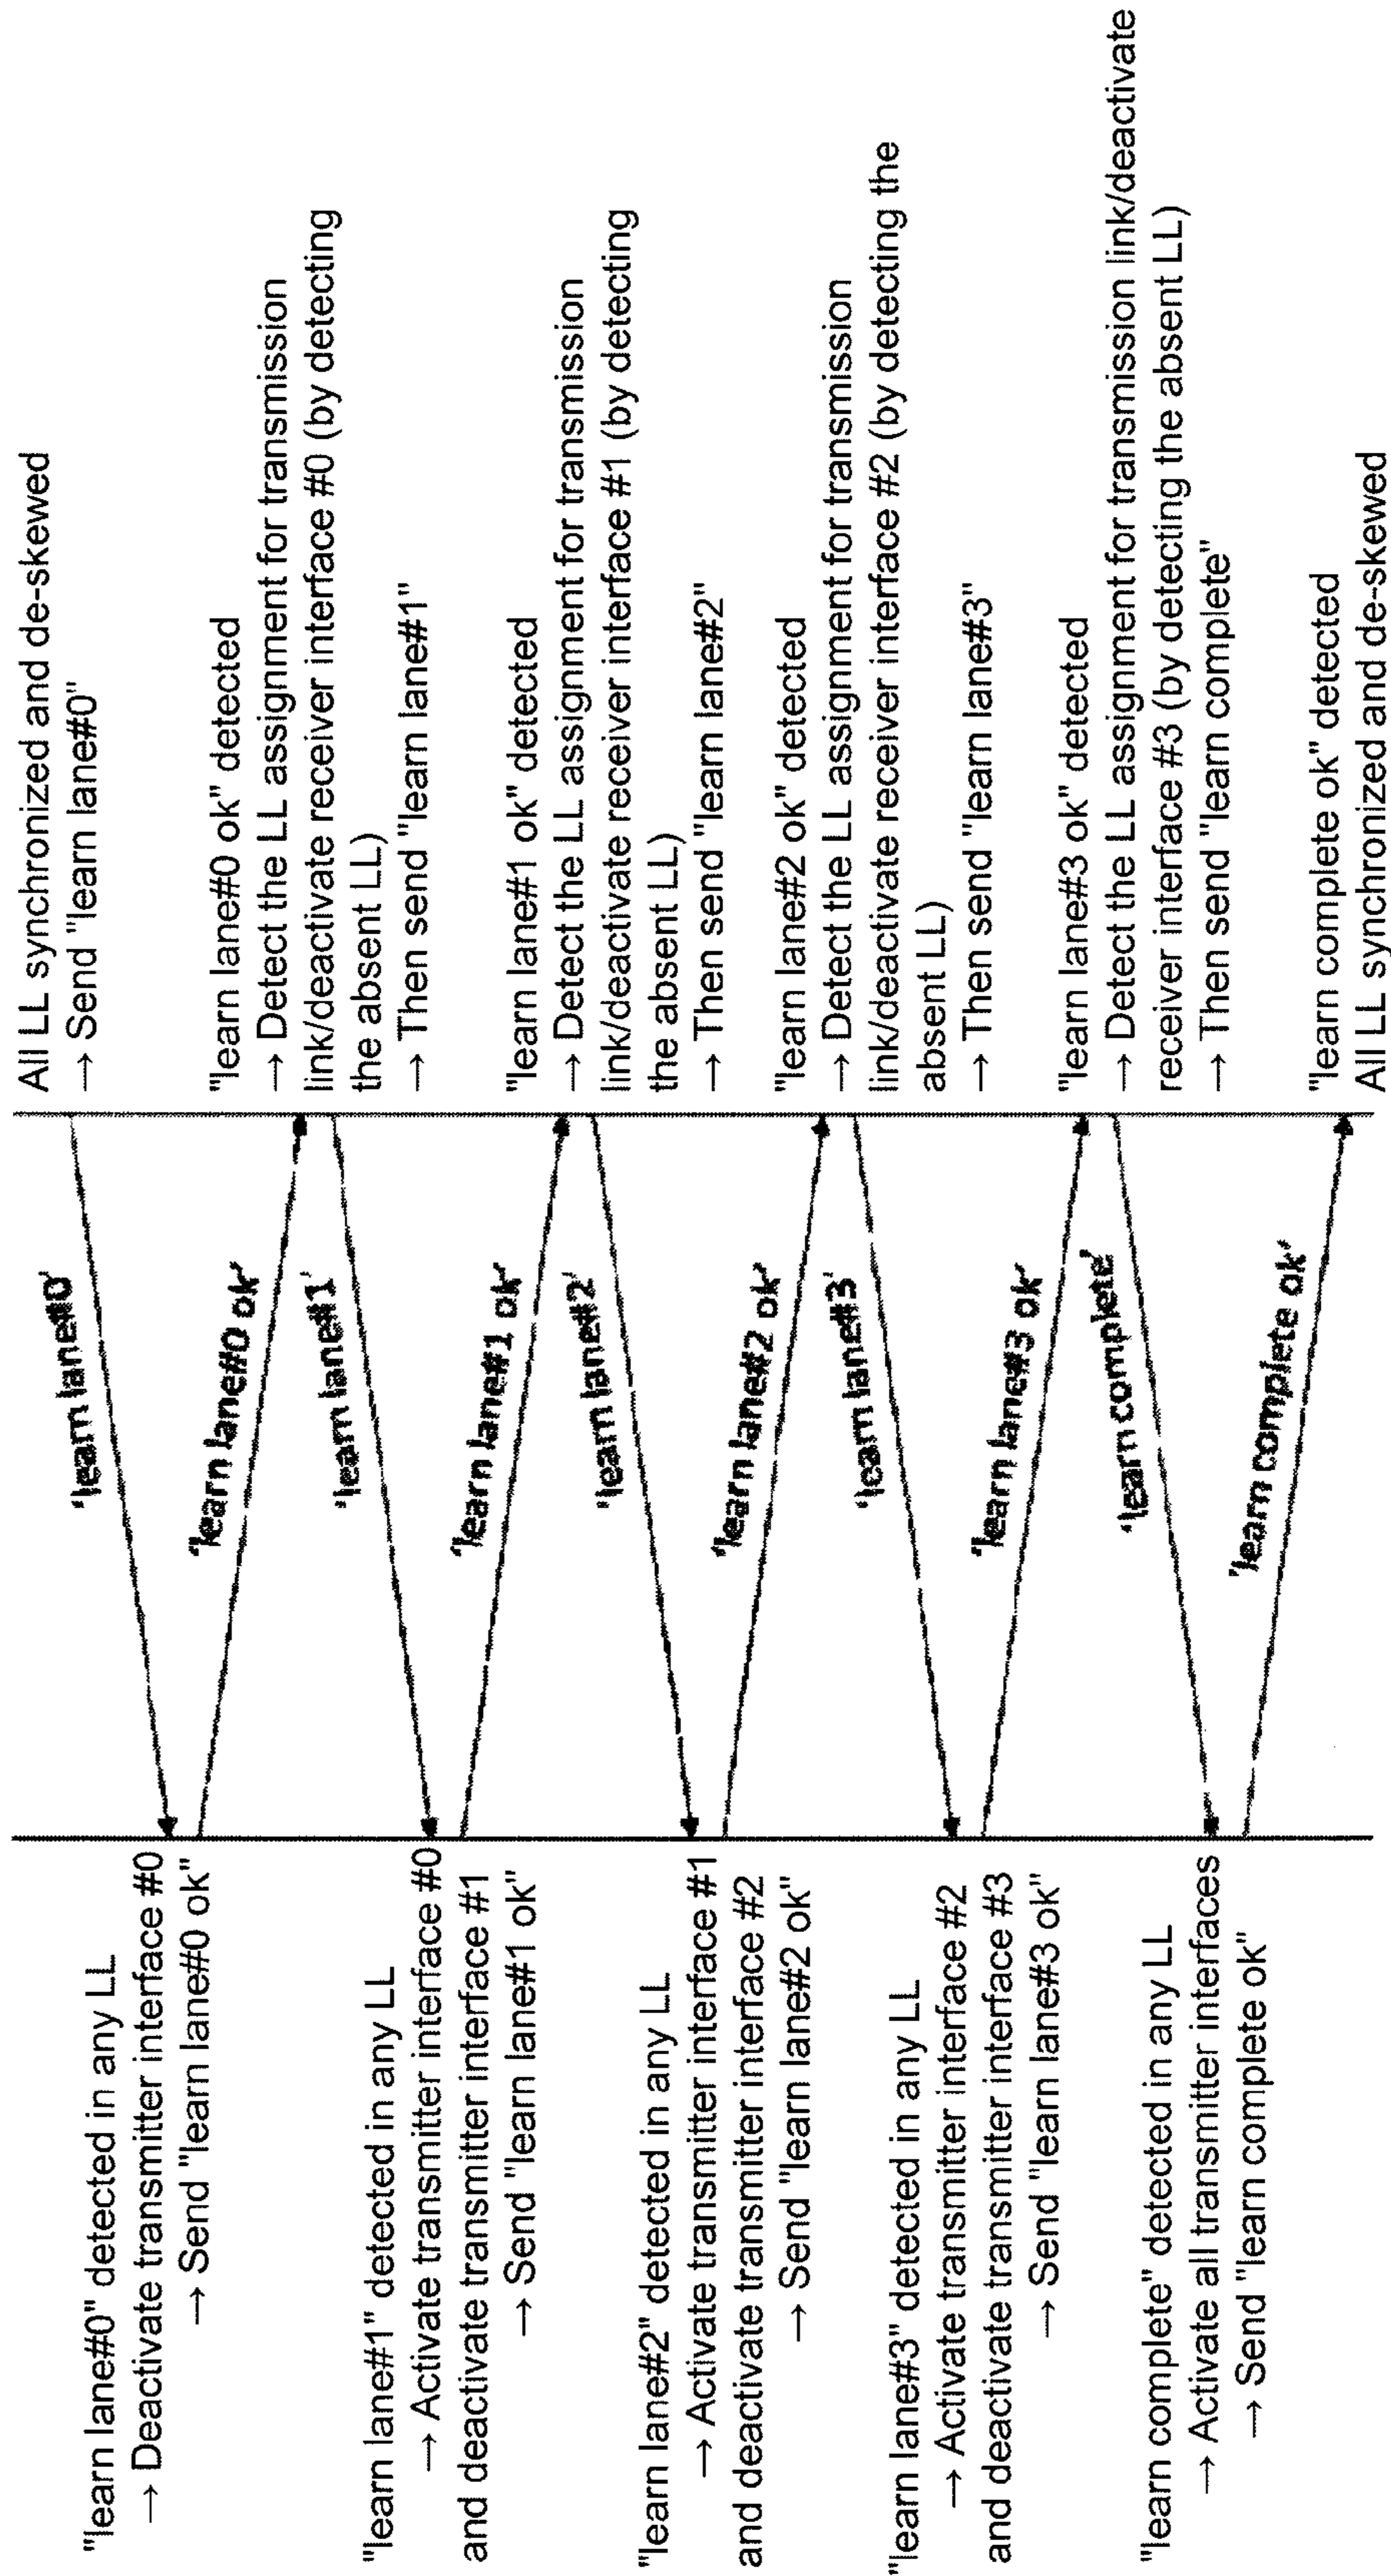 "learn lane#0" detected in any LL
→ Deactivate transmitter interface #0
→ Send "learn lane#0 ok"
"learn lane#1" detected in any LL
→ Activate transmitter interface #0
and deactivate transmitter interface #1
→ Send "learn lane#1 ok"
"learn lane#2" detected in any LL
→ Activate transmitter interface #1
and deactivate transmitter interface #2
→ Send "learn lane#2 ok"
"learn lane#3" detected in any LL
→ Activate transmitter interface #2
and deactivate transmitter interface #3
→ Send "learn lane#3 ok"
"learn complete" detected in any LL
→ Activate all transmitter interfaces
→ Send "learn complete ok"
'learn lane#0'
'learn lane#0 ok'
'learn lane#1'
'learn lane#1 ok'
'learn lane#2'
'learn lane#2 ok'
'learn lane#3'
'learn lane#3 ok'
'learn complete'
'learn complete ok'
All LL synchronized and de-skewed
→ Send "learn lane#0"
"learn lane#0 ok" detected
→ Detect the LL assignment for transmission
link/deactivate receiver interface #0 (by detecting
the absent LL)
→ Then send "learn lane#1"
"learn lane#1 ok" detected
→ Detect the LL assignment for transmission
link/deactivate receiver interface #1 (by detecting
the absent LL)
→ Then send "learn lane#2"
"learn lane#2 ok" detected
→ Detect the LL assignment for transmission
link/deactivate receiver interface #2 (by detecting the
absent LL)
→ Then send "learn lane#3"
"learn lane#3 ok" detected
→ Detect the LL assignment for transmission link/deactivate
receiver interface #3 (by detecting the absent LL)
→ Then send "learn complete"
"learn complete ok" detected
All LL synchronized and de-skewed